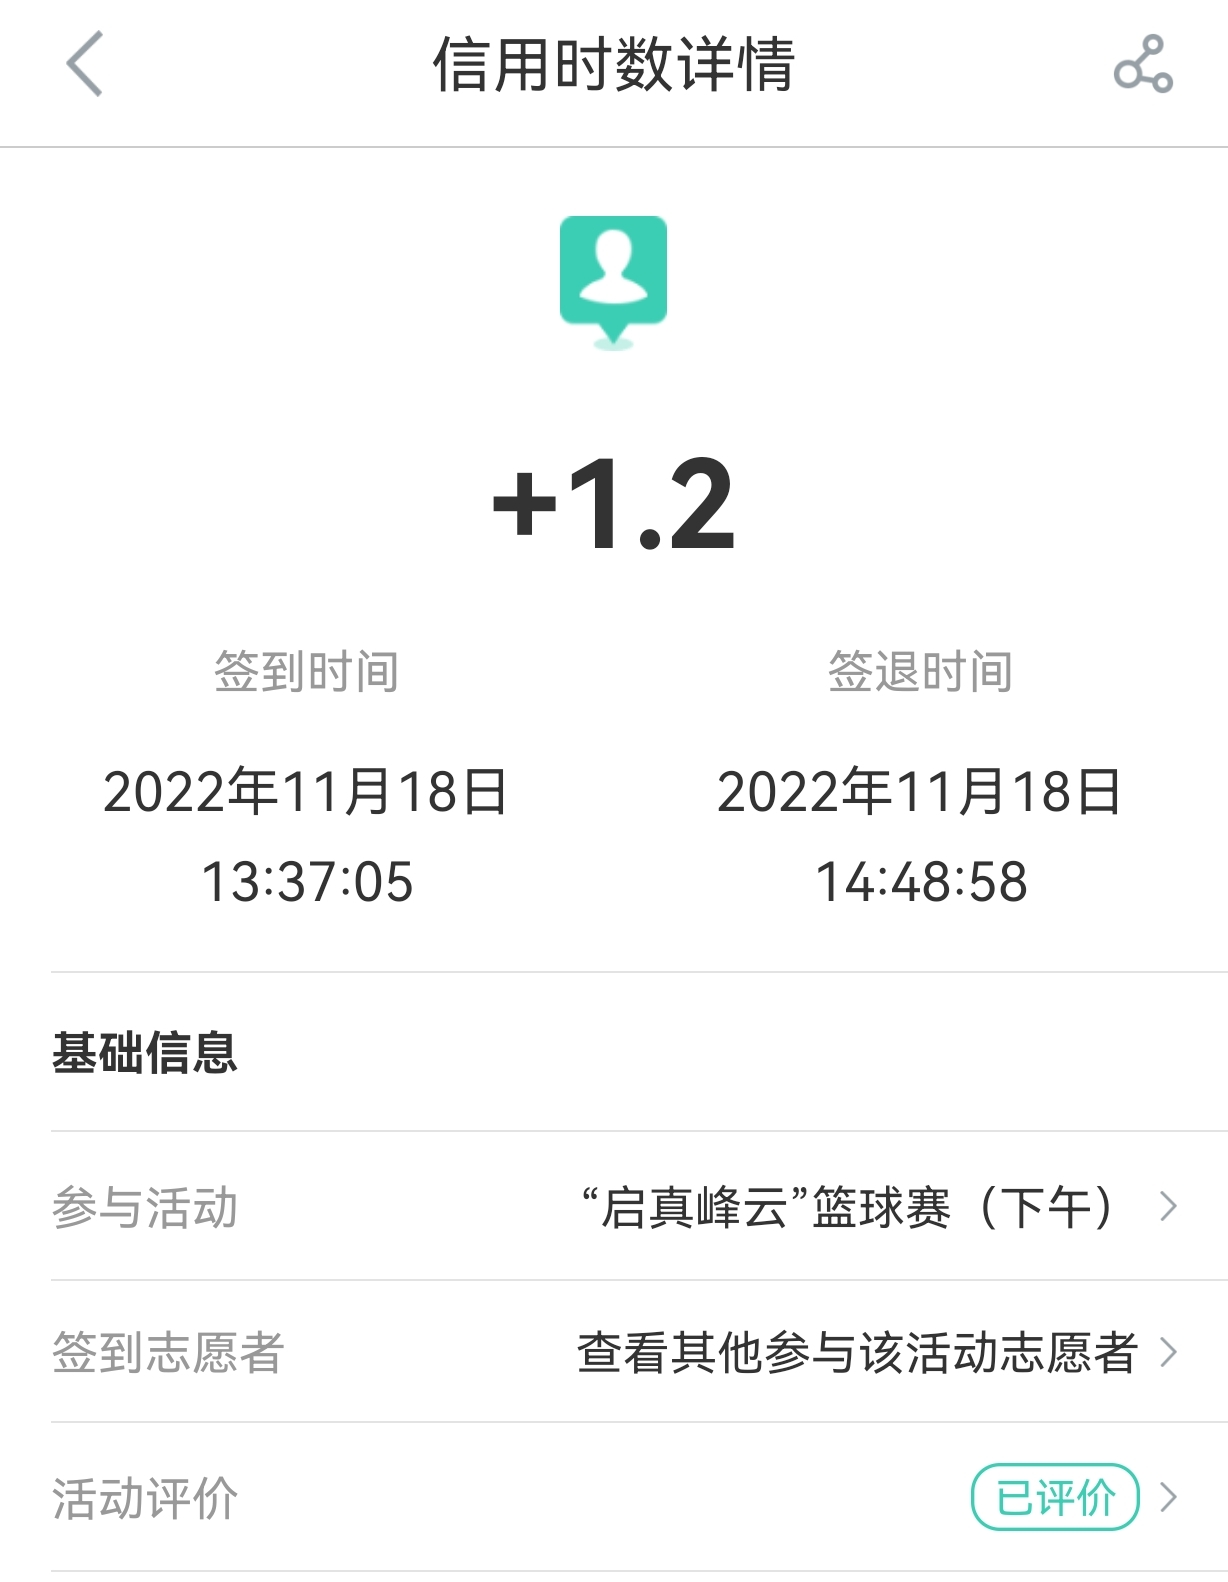 信用时数详情
+1.2
签到时间 签退时间
2022年11月18日 2022年11月18日
13:37:05 14:48:58
基础信息
参与活动 “启真峰云”篮球赛（下午）
签到志愿者 查看其他参与该活动志愿者
活动评价 已评价